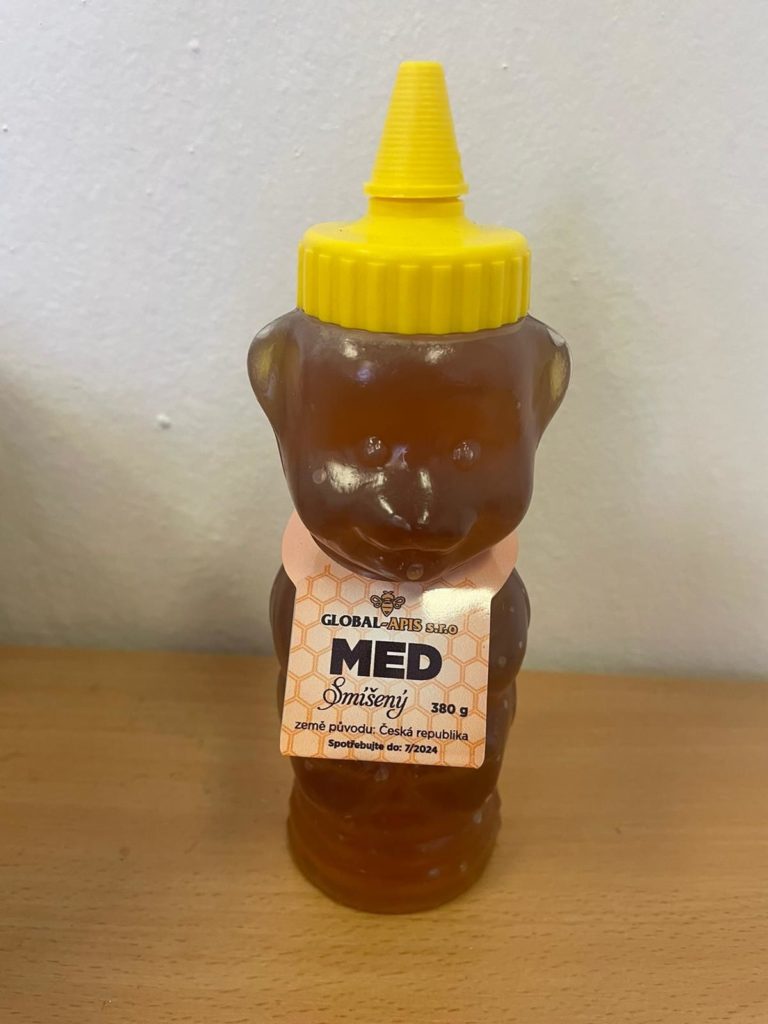 GLOBAL-APIS s.r.o
MED
Smíšený
380 g
země původu: Česká republika
Spotřebujte do: 7/2024